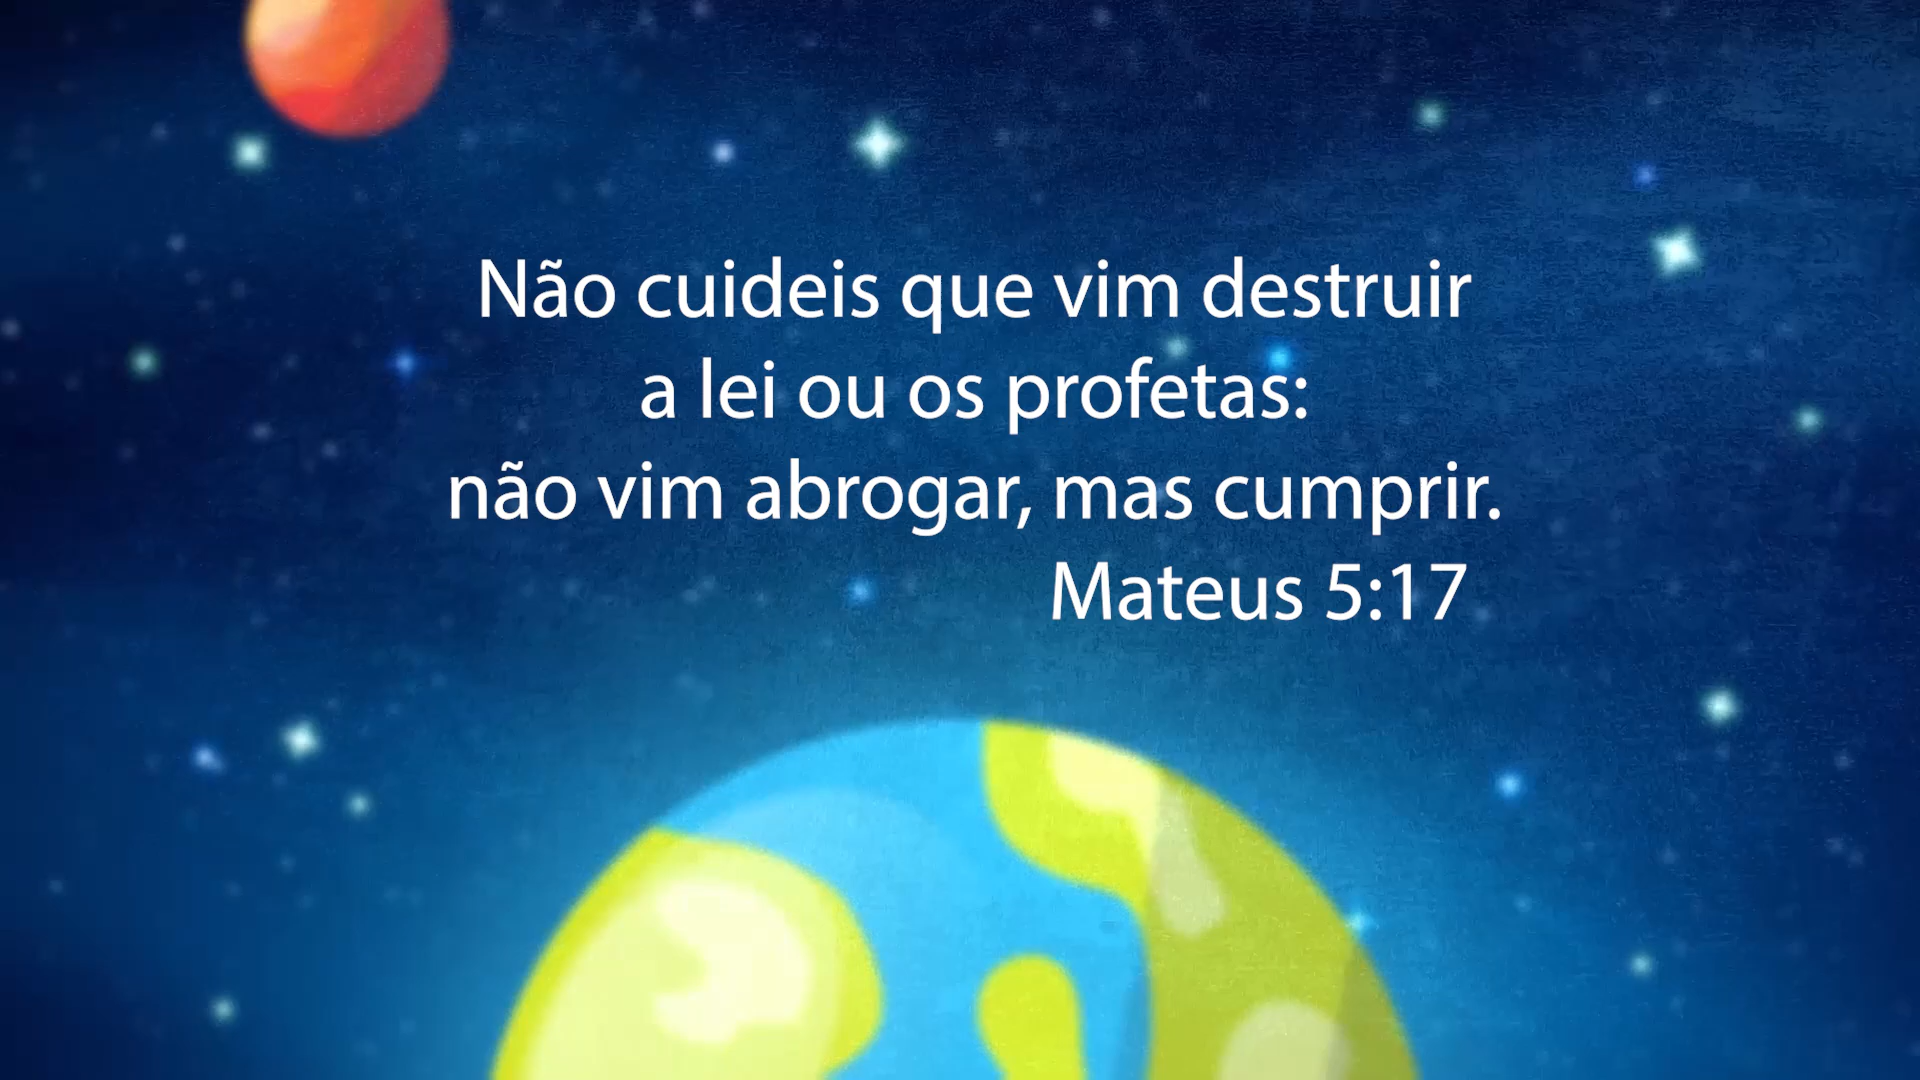 Não cuideis que vim destruir
a lei ou os profetas:
não vim abrogar, mas cumprir.
Mateus 5:17